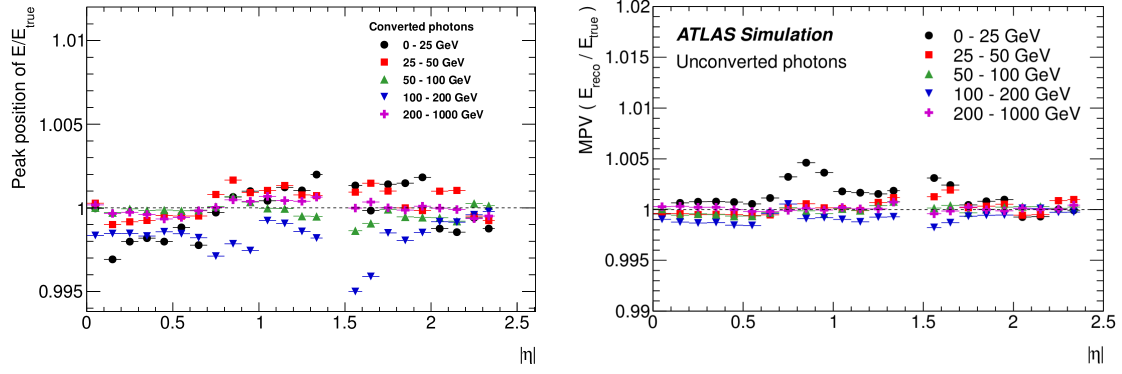 Peak position of E/E_true
1.01
1.005
1
0.995
0
0.5
1
1.5
2
2.5
|η|
Converted photons
0 - 25 GeV
25 - 50 GeV
50 - 100 GeV
100 - 200 GeV
200 - 1000 GeV
MPV ( E_reco / E_true )
1.02
1.015
1.01
1.005
1
0.995
0.99
0
0.5
1
1.5
2
2.5
|η|
ATLAS Simulation
Unconverted photons
0 - 25 GeV
25 - 50 GeV
50 - 100 GeV
100 - 200 GeV
200 - 1000 GeV